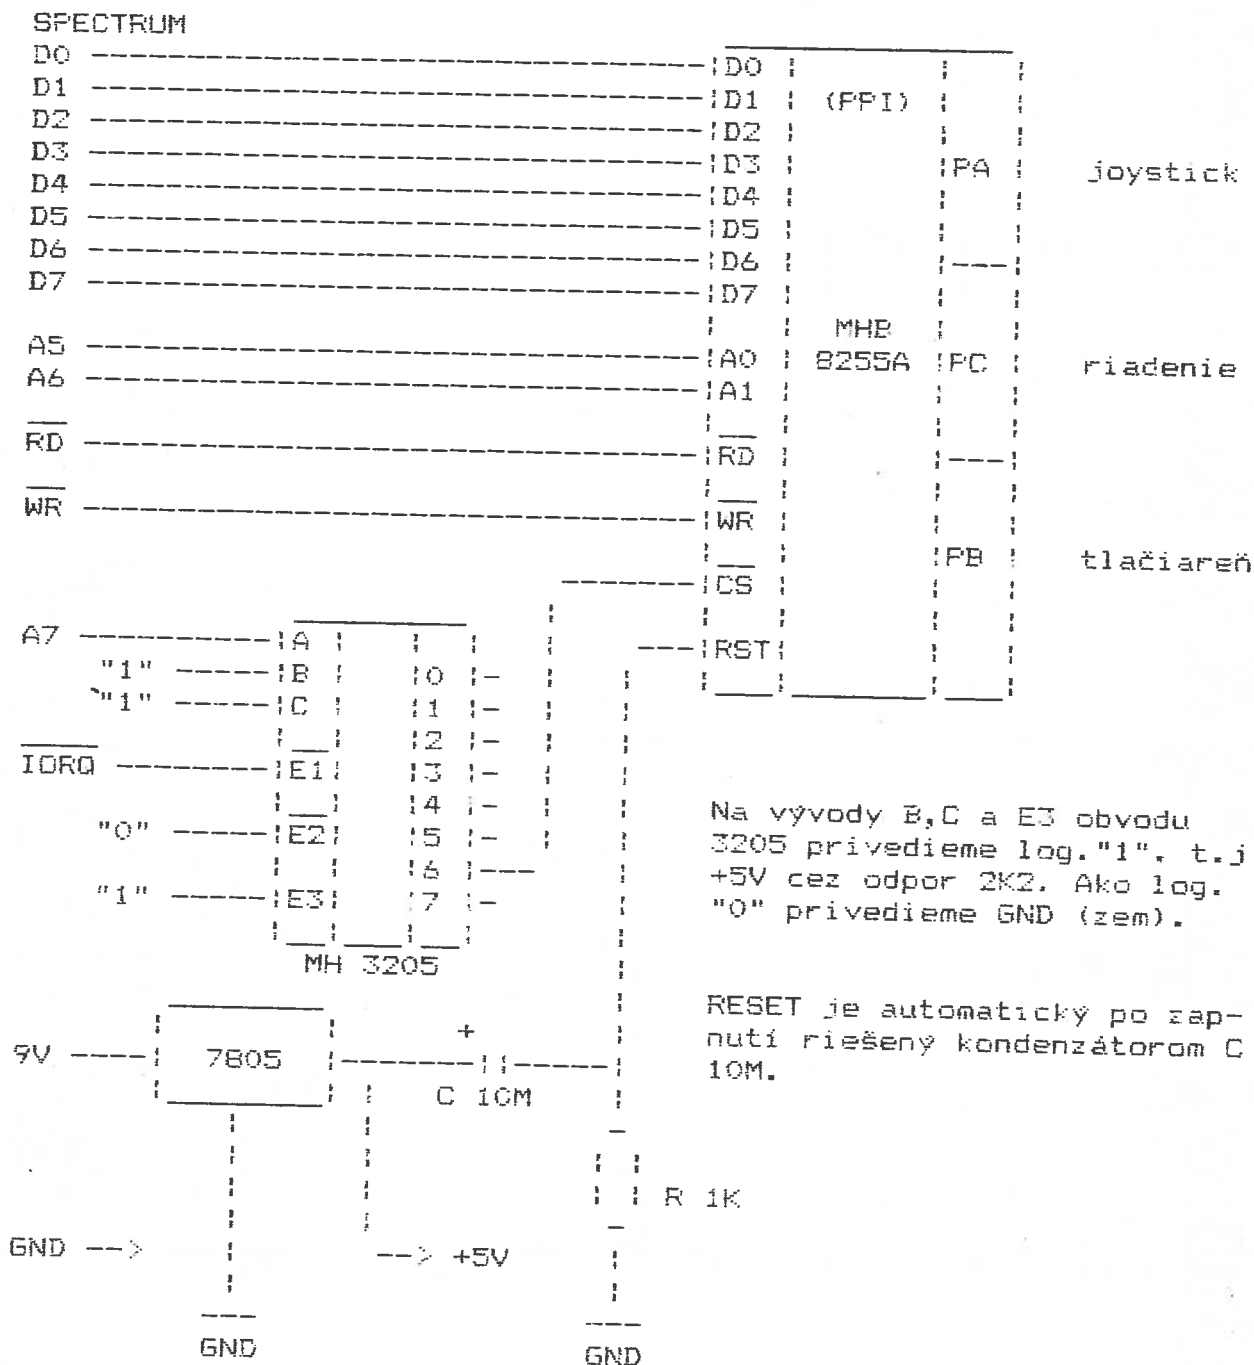 SPECTRUM
D0 D0
D1 D1 (PPI)
D2 D2
D3 D3 PA joystick
D4 D4
D5 D5
D6 D6
D7 D7
MHB
A5 A0 8255A PC riadenie
A6 A1
RD RD
WR WR
PB tlačiareň
CS
A7 A RST
"1" B 0
"1" C 1
2
IORQ E1 3
4
"0" E2 5
6
"1" E3 7
MH 3205
Na vývody B,C a E3 obvodu
3205 privedieme log."1". t.j
+5V cez odpor 2K2. Ako log.
"0" privedieme GND (zem).
RESET je automatický po zap-
nutí riešený kondenzátorom C
10M.
9V 7805 +
C 10M
R 1K
GND --> --> +5V
GND GND